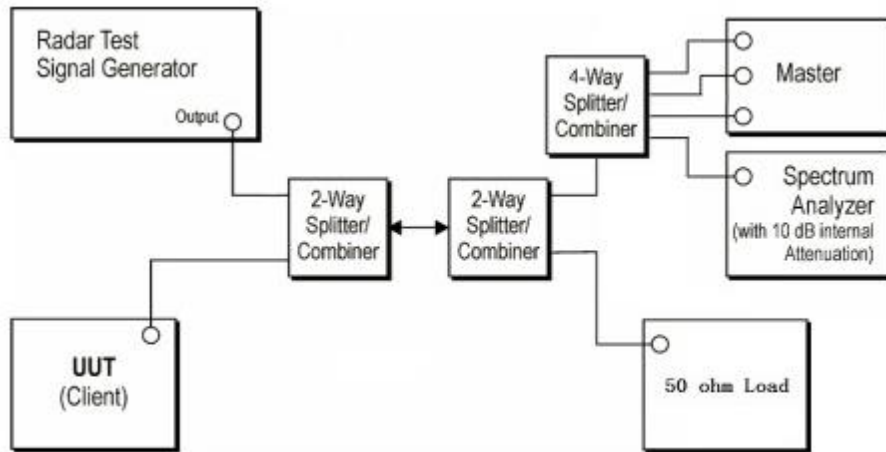 Radar Test
Signal Generator
Output
4-Way
Splitter/
Combiner
Master
2-Way
Splitter/
Combiner
2-Way
Splitter/
Combiner
Spectrum
Analyzer
(with 10 dB internal
Attenuation)
UUT
(Client)
50 ohm Load